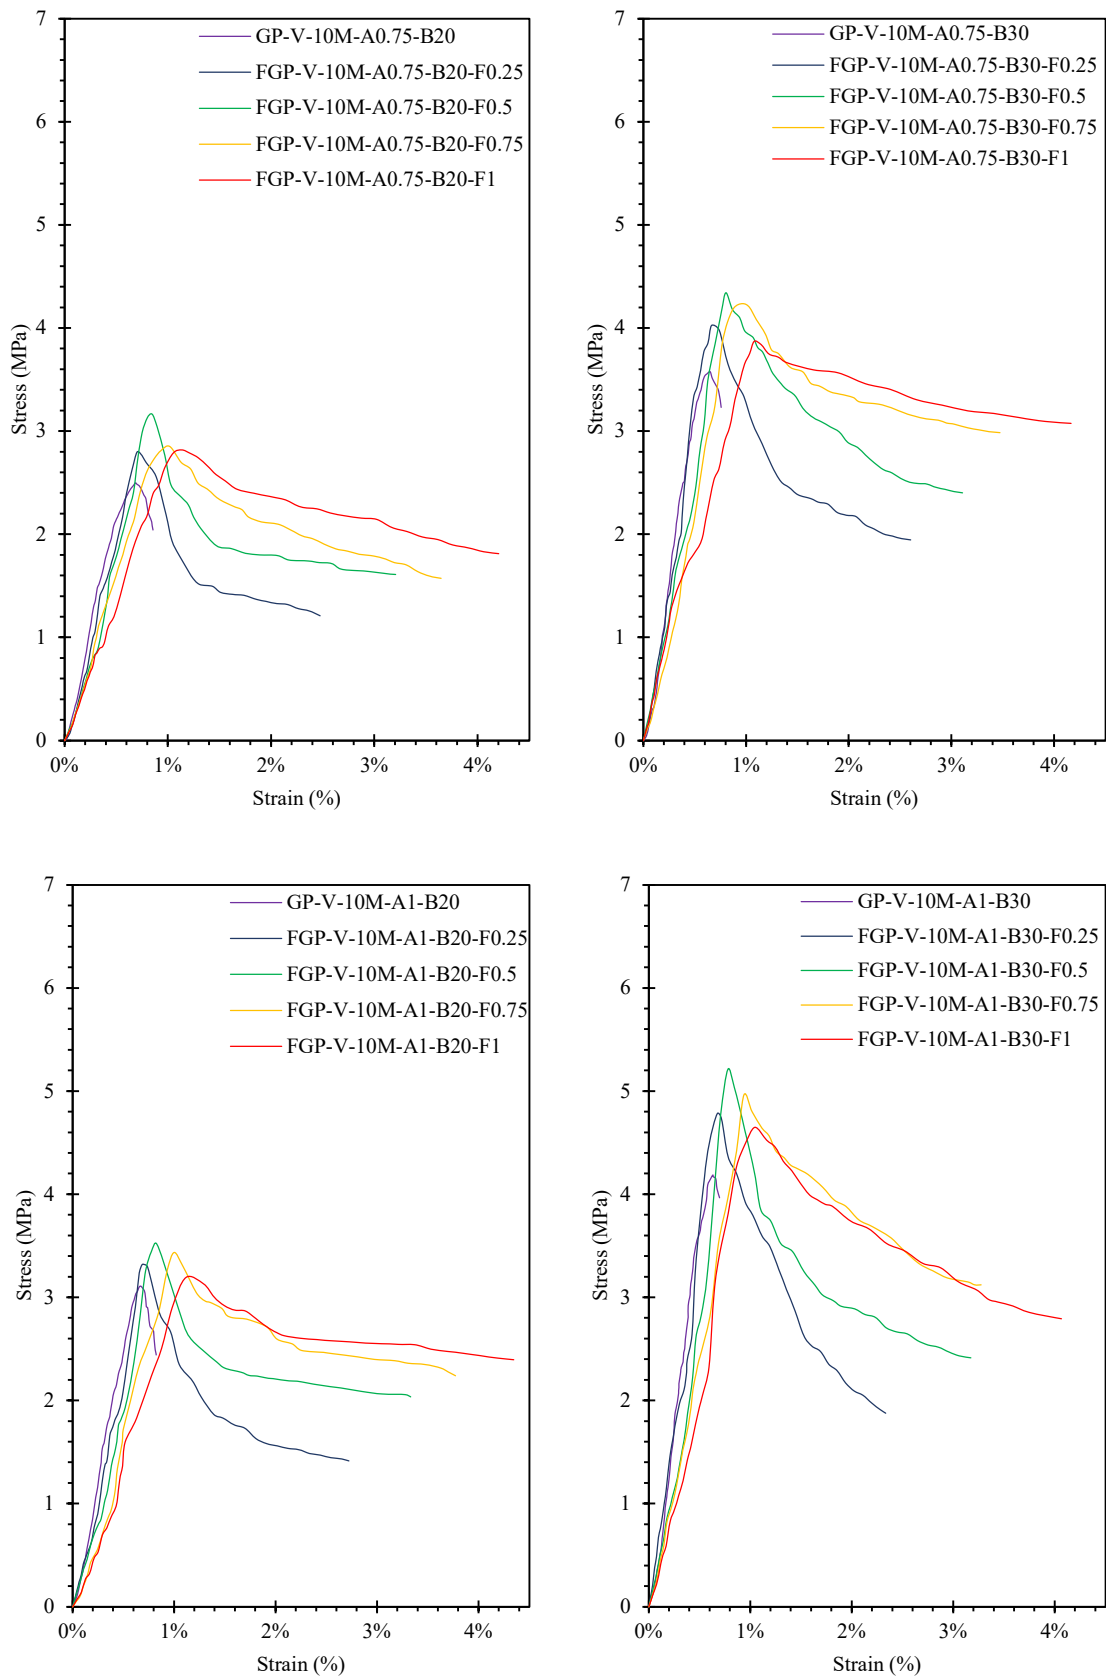 7
6
5
4
3
2
1
0
Stress (MPa)
GP-V-10M-A0.75-B20
FGP-V-10M-A0.75-B20-F0.25
FGP-V-10M-A0.75-B20-F0.5
FGP-V-10M-A0.75-B20-F0.75
FGP-V-10M-A0.75-B20-F1
0% 1% 2% 3% 4%
Strain (%)
7
6
5
4
3
2
1
0
Stress (MPa)
GP-V-10M-A0.75-B30
FGP-V-10M-A0.75-B30-F0.25
FGP-V-10M-A0.75-B30-F0.5
FGP-V-10M-A0.75-B30-F0.75
FGP-V-10M-A0.75-B30-F1
0% 1% 2% 3% 4%
Strain (%)
7
6
5
4
3
2
1
0
Stress (MPa)
GP-V-10M-A1-B20
FGP-V-10M-A1-B20-F0.25
FGP-V-10M-A1-B20-F0.5
FGP-V-10M-A1-B20-F0.75
FGP-V-10M-A1-B20-F1
0% 1% 2% 3% 4%
Strain (%)
7
6
5
4
3
2
1
0
Stress (MPa)
GP-V-10M-A1-B30
FGP-V-10M-A1-B30-F0.25
FGP-V-10M-A1-B30-F0.5
FGP-V-10M-A1-B30-F0.75
FGP-V-10M-A1-B30-F1
0% 1% 2% 3% 4%
Strain (%)